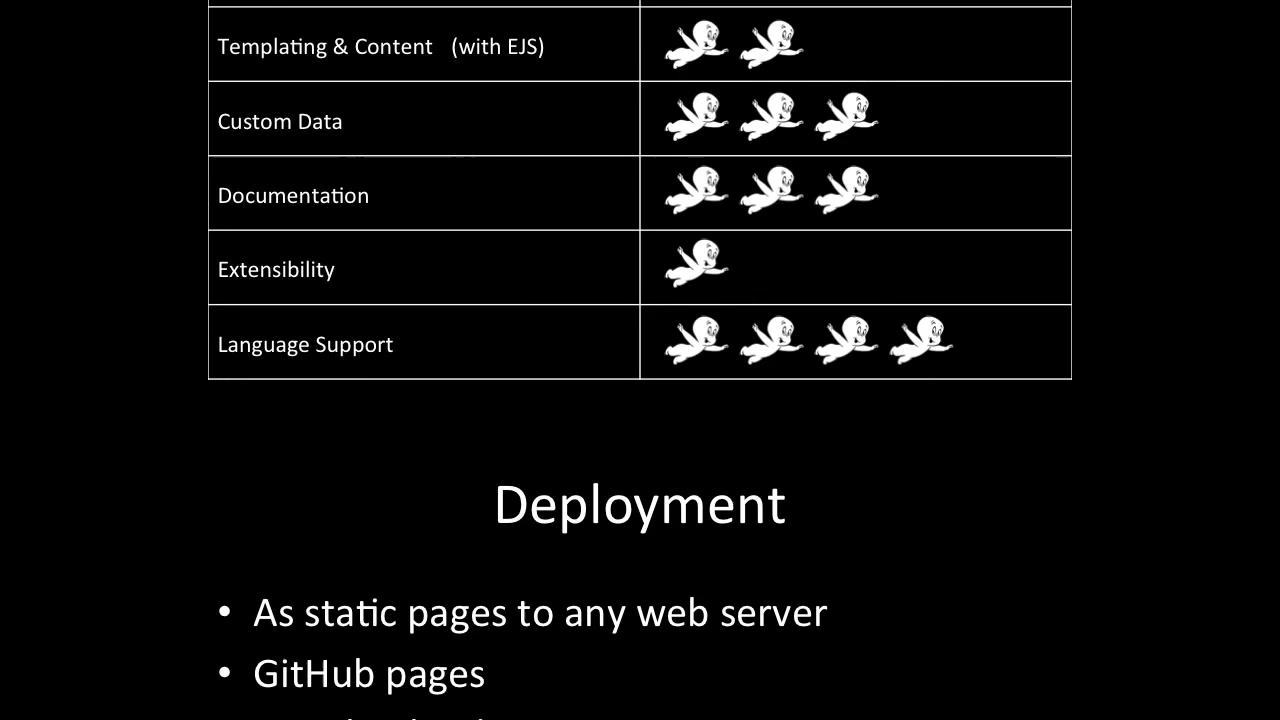 Templating & Content (with EJS)
Custom Data
Documentation
Extensibility
Language Support
Deployment
• As static pages to any web server
• GitHub pages